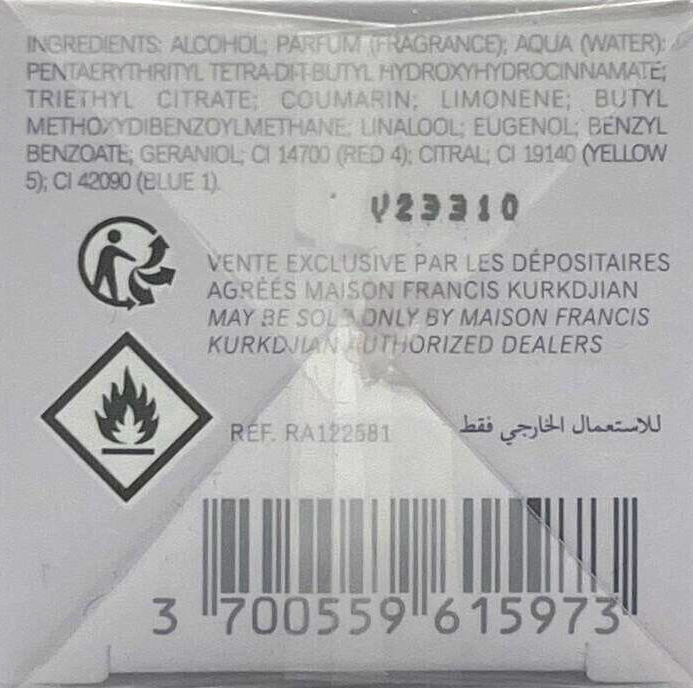 INGREDIENTS: ALCOHOL; PARFUM (FRAGRANCE); AQUA (WATER);
PENTAERYTHRITYL TETRA-DI-T-BUTYL HYDROXYHYDROCINNAMATE;
TRIETHYL CITRATE; COUMARIN; LIMONENE; BUTYL
METHOXYDIBENZOYLMETHANE; LINALOOL; EUGENOL; BENZYL
BENZOATE; GERANIOL; CI 14700 (RED 4); CITRAL; CI 19140 (YELLOW
5); CI 42090 (BLUE 1).
V23310
VENTE EXCLUSIVE PAR LES DÉPOSITAIRES
AGRÉÉS MAISON FRANCIS KURKDJIAN
MAY BE SOLD ONLY BY MAISON FRANCIS
KURKDJIAN AUTHORIZED DEALERS
REF. RA122581
للاستعمال الخارجي فقط
3 700559 615973